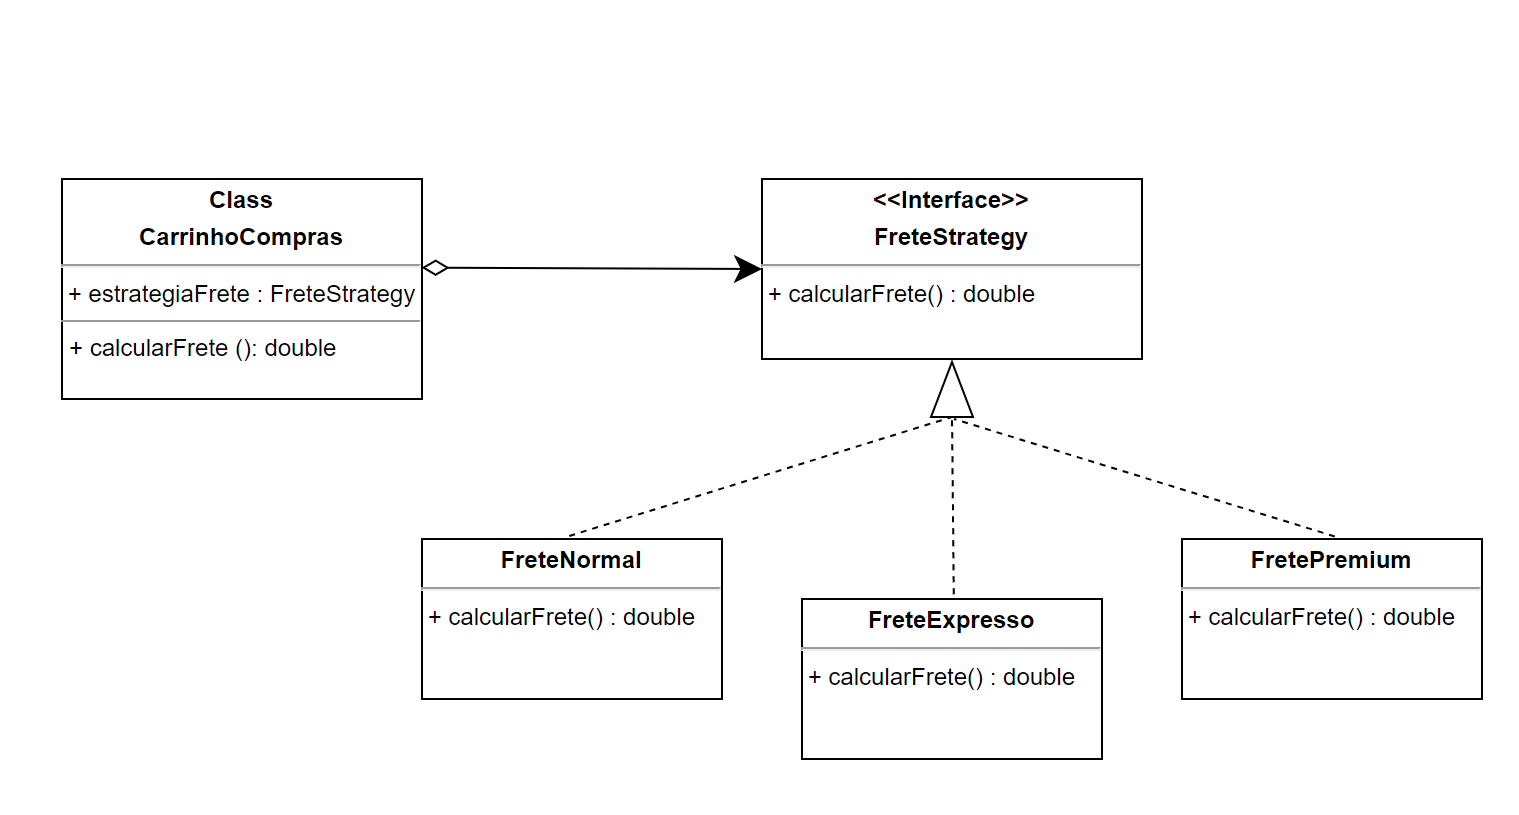 Class
CarrinhoCompras
+ estrategiaFrete : FreteStrategy
+ calcularFrete (): double
<<Interface>>
FreteStrategy
+ calcularFrete() : double
FreteNormal
+ calcularFrete() : double
FreteExpresso
+ calcularFrete() : double
FretePremium
+ calcularFrete() : double